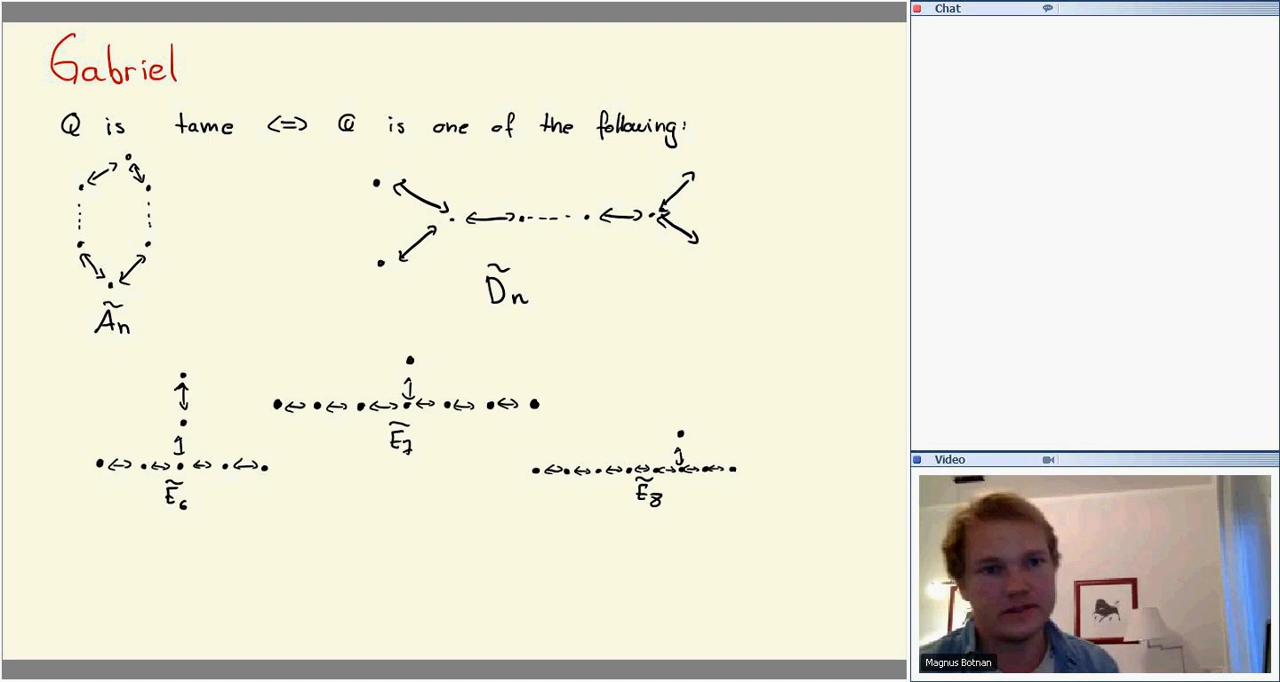 Chat
Gabriel
Q is tame <=> Q is one of the following:
Ãn
D̃n
Ẽ7
Ẽ6
Ẽ8
Video
Magnus Botnan